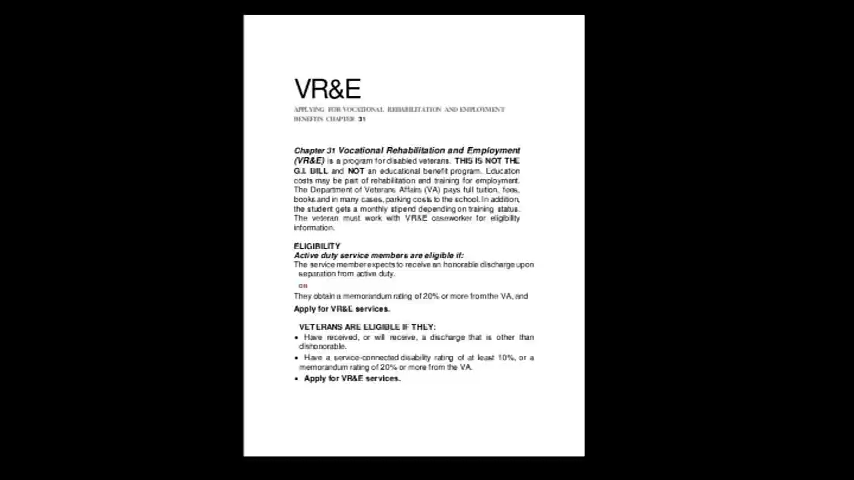 VR&E
APPLYING FOR VOCATIONAL REHABILITATION AND EMPLOYMENT
BENEFITS CHAPTER 31
Chapter 31 Vocational Rehabilitation and Employment
(VR&E) is a program for disabled veterans. THIS IS NOT THE
G.I. BILL and NOT an educational benefit program. Education
costs may be part of rehabilitation and training for employment.
The Department of Veterans Affairs (VA) pays full tuition, fees,
books and in many cases, parking costs to the school. In addition,
the student gets a monthly stipend depending on training status.
The veteran must work with VR&E caseworker for eligibility
information.
ELIGIBILITY
Active duty service members are eligible if:
The service member expects to receive an honorable discharge upon
separation from active duty.
OR
They obtain a memorandum rating of 20% or more from the VA, and
Apply for VR&E services.
VETERANS ARE ELIGIBLE IF THEY:
• Have received, or will receive, a discharge that is other than
dishonorable.
• Have a service-connected disability rating of at least 10%, or a
memorandum rating of 20% or more from the VA.
• Apply for VR&E services.